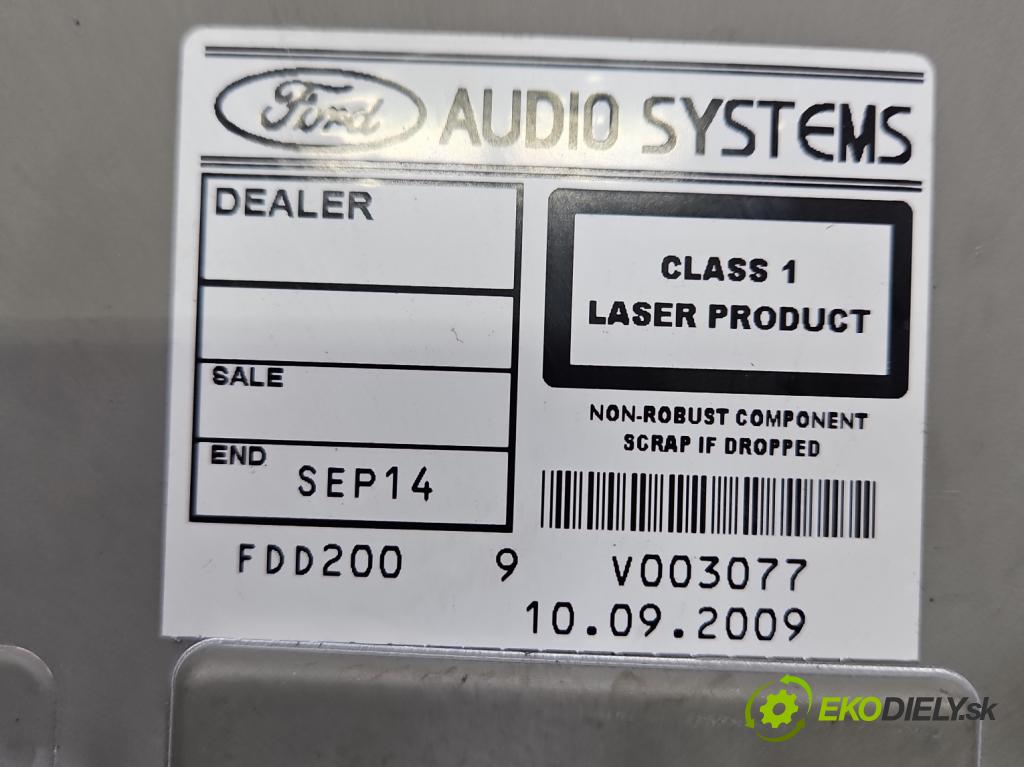 Ford AUDIO SYSTEMS
DEALER
CLASS 1
LASER PRODUCT
SALE
NON-ROBUST COMPONENT
SCRAP IF DROPPED
END SEP14
FDD200 9 V003077
10.09.2009
EKODIELY.sk